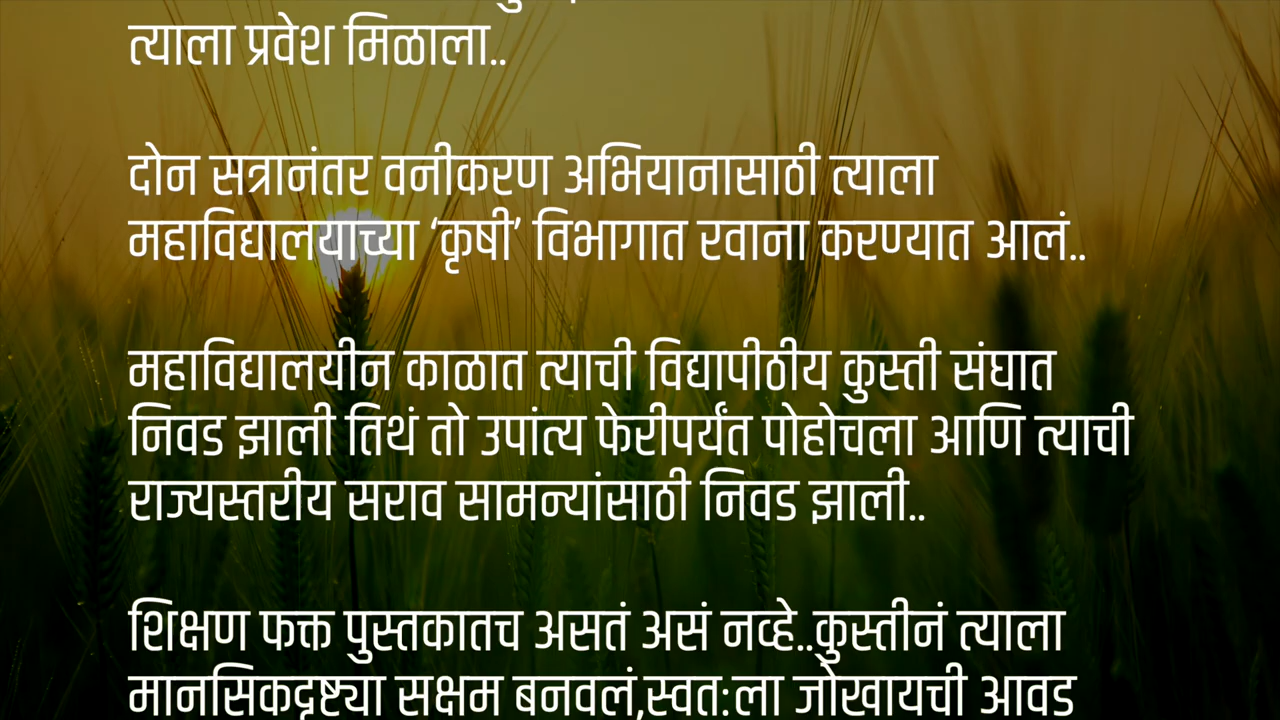 त्याला प्रवेश मिळाला..
दोन सत्रानंतर वनीकरण अभियानासाठी त्याला
महाविद्यालयाच्या ‘कृषी’ विभागात रवाना करण्यात आलं..
महाविद्यालयीन काळात त्याची विद्यापीठीय कुस्ती संघात
निवड झाली तिथं तो उपांत्य फेरीपर्यंत पोहोचला आणि त्याची
राज्यस्तरीय सराव सामन्यांसाठी निवड झाली..
शिक्षण फक्त पुस्तकातच असतं असं नव्हे..कुस्तीनं त्याला
मानसिकदृष्ट्या सक्षम बनवलं,स्वत:ला जोखायची आवड